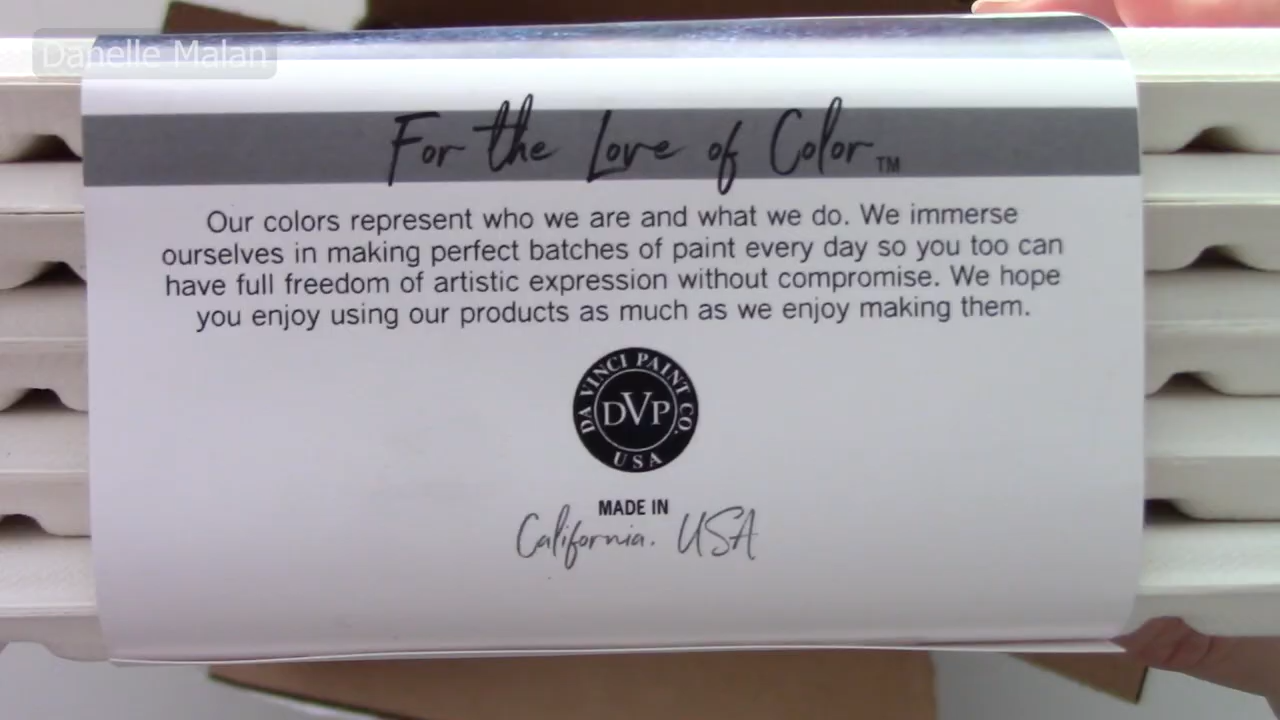 Danelle Malan
For the Love of Color™
Our colors represent who we are and what we do. We immerse
ourselves in making perfect batches of paint every day so you too can
have full freedom of artistic expression without compromise. We hope
you enjoy using our products as much as we enjoy making them.
DA VINCI PAINT CO.
DVP
USA
MADE IN
California. USA